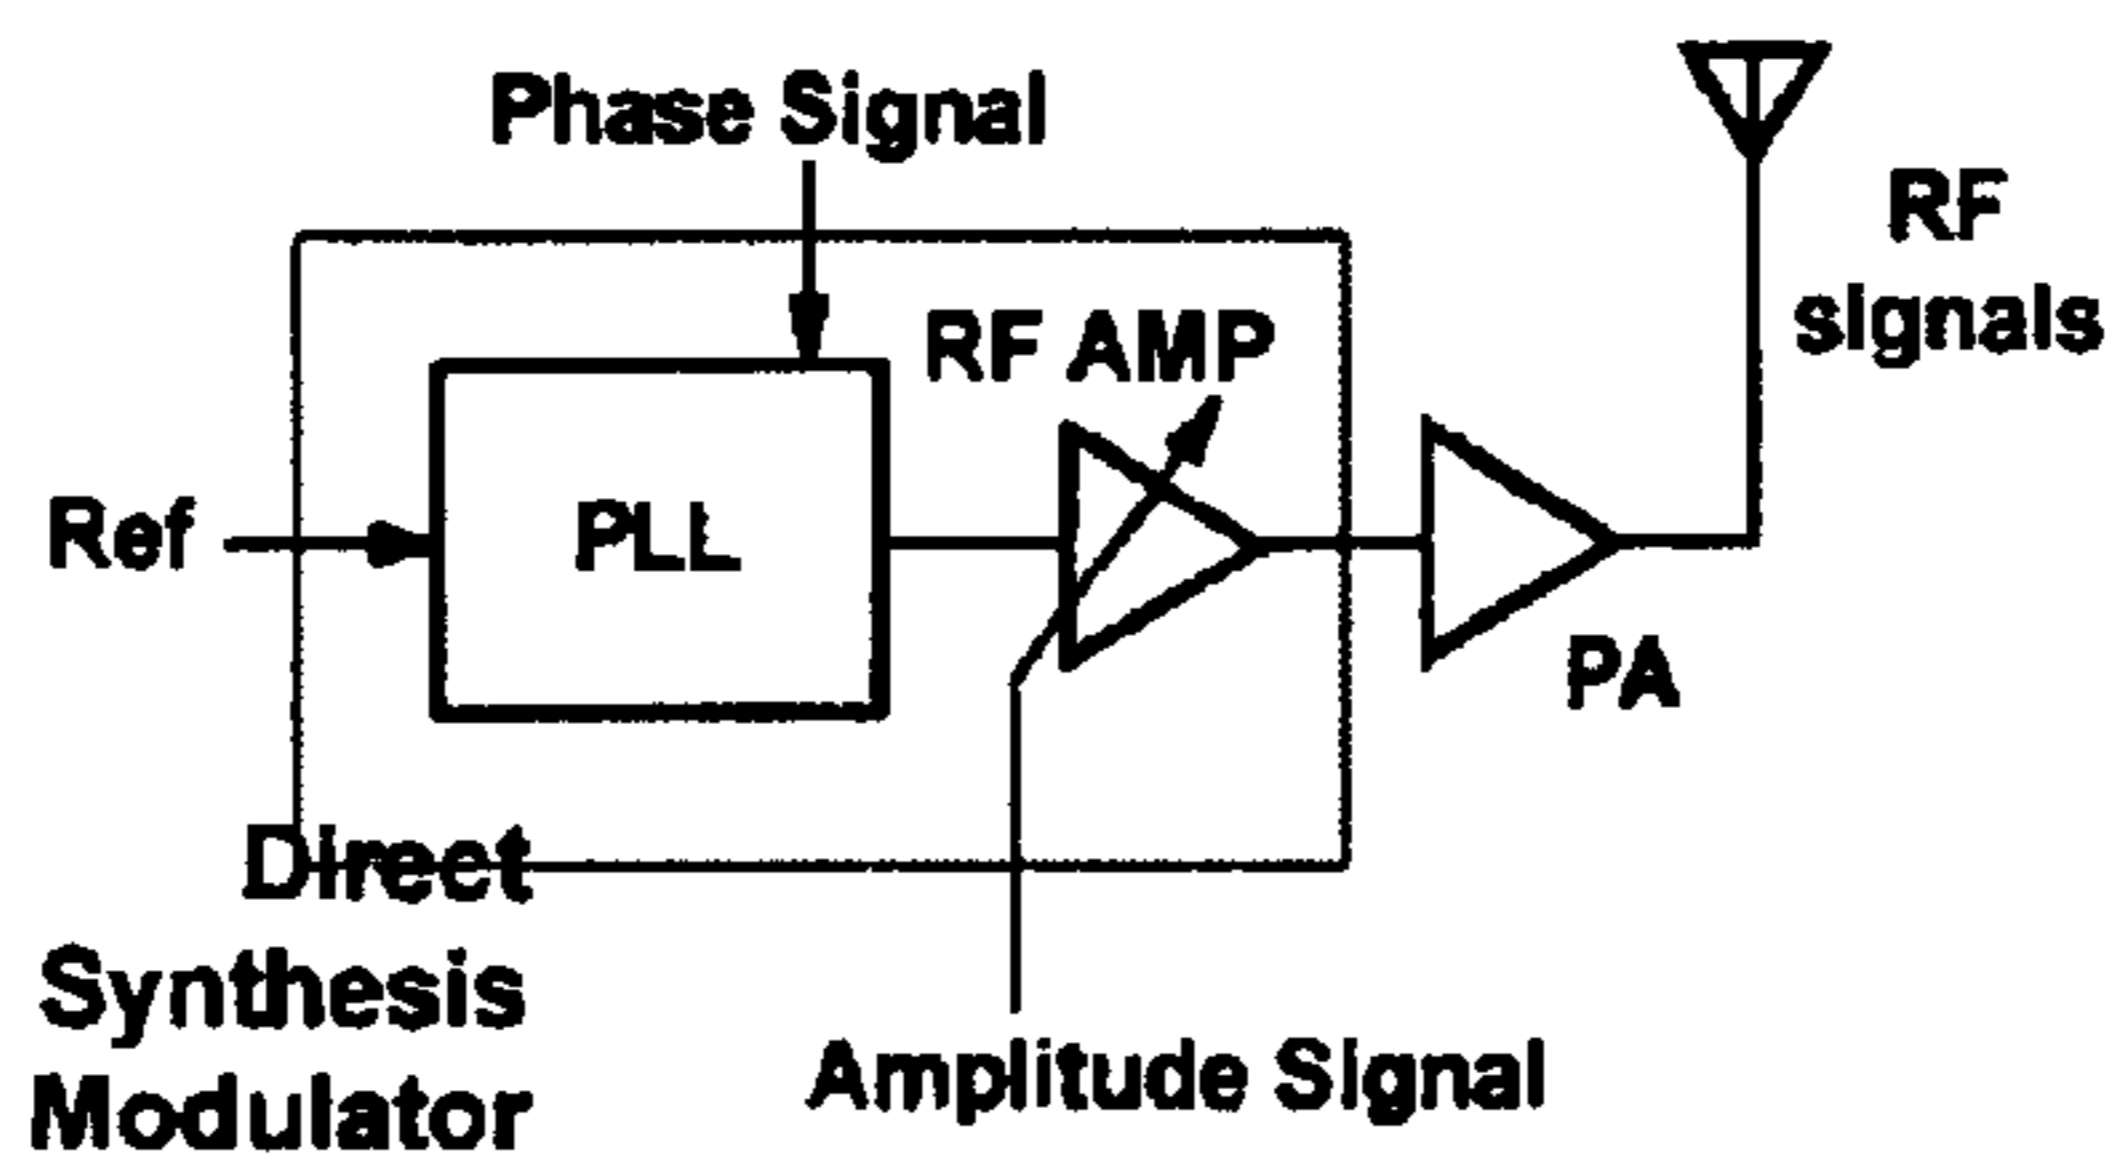 Phase Signal
RF
signals
RF AMP
Ref
PLL
PA
Direct
Synthesis
Modulator
Amplitude Signal